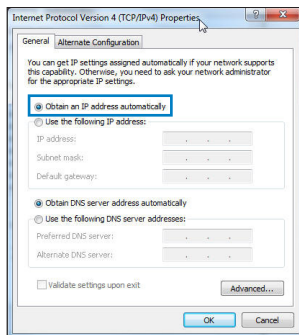 Internet Protocol Version 4 (TCP/IPv4) Properties
General Alternate Configuration
You can get IP settings assigned automatically if your network supports
this capability. Otherwise, you need to ask your network administrator
for the appropriate IP settings.
Obtain an IP address automatically
Use the following IP address:
IP address:
Subnet mask:
Default gateway:
Obtain DNS server address automatically
Use the following DNS server addresses:
Preferred DNS server:
Alternate DNS server:
Validate settings upon exit
Advanced...
OK Cancel